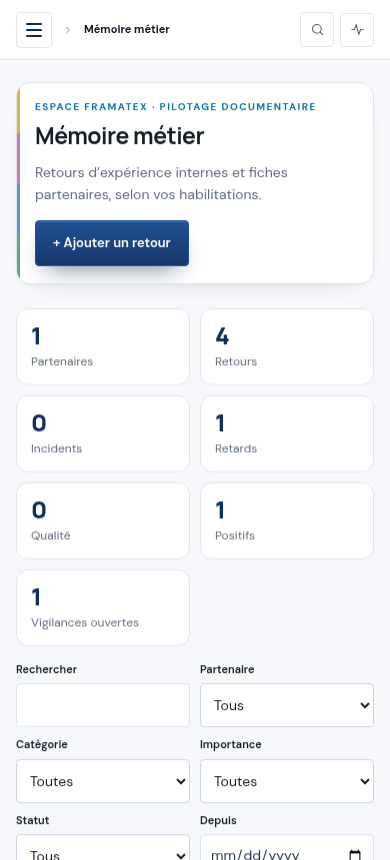 Mémoire métier
ESPACE FRAMATEX · PILOTAGE DOCUMENTAIRE
Mémoire métier
Retours d’expérience internes et fiches
partenaires, selon vos habilitations.
+ Ajouter un retour
1
Partenaires
4
Retours
0
Incidents
1
Retards
0
Qualité
1
Positifs
1
Vigilances ouvertes
Rechercher
Partenaire
Tous
Catégorie
Importance
Toutes
Toutes
Statut
Depuis
Tous
mm/dd/yyyy